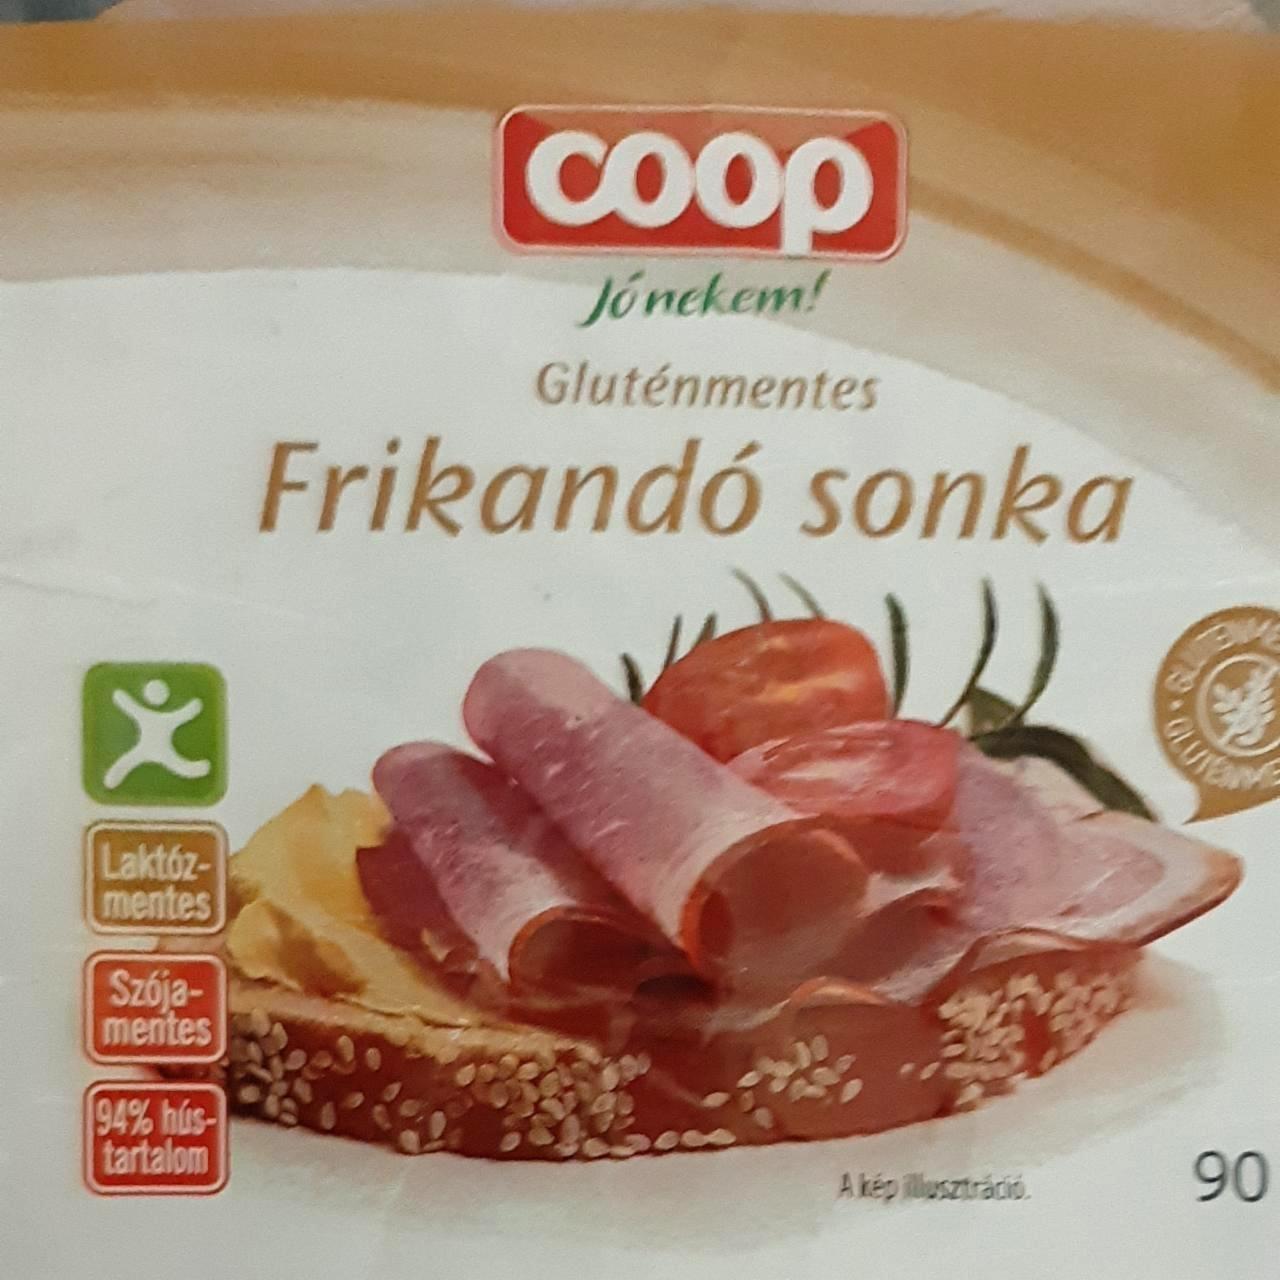 coop
Jó nekem!
Gluténmentes
Frikandó sonka
Laktóz-
mentes
Szója-
mentes
94% hús-
tartalom
A kép illusztráció.
90